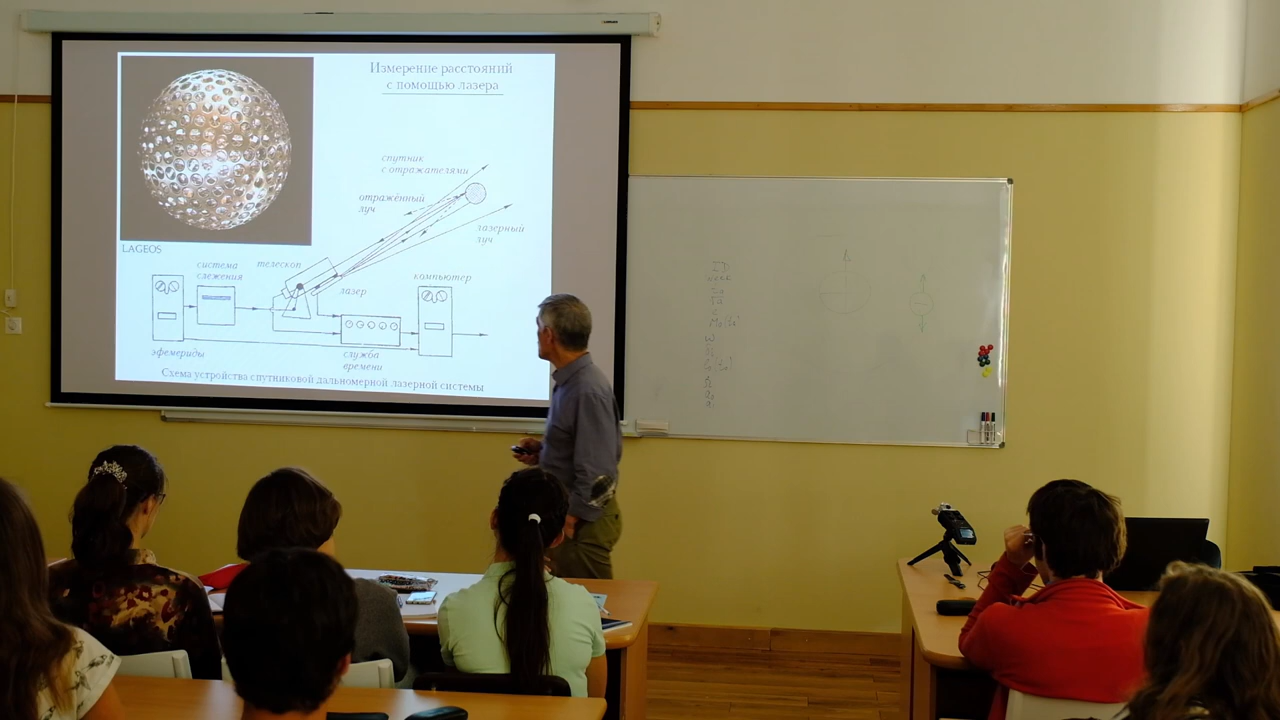 Измерение расстояний
с помощью лазера
спутник
с отражателями
отражённый
луч
лазерный
луч
LAGEOS
система
слежения
телескоп
лазер
компьютер
эфемериды
служба
времени
Схема устройства спутниковой дальномерной лазерной системы